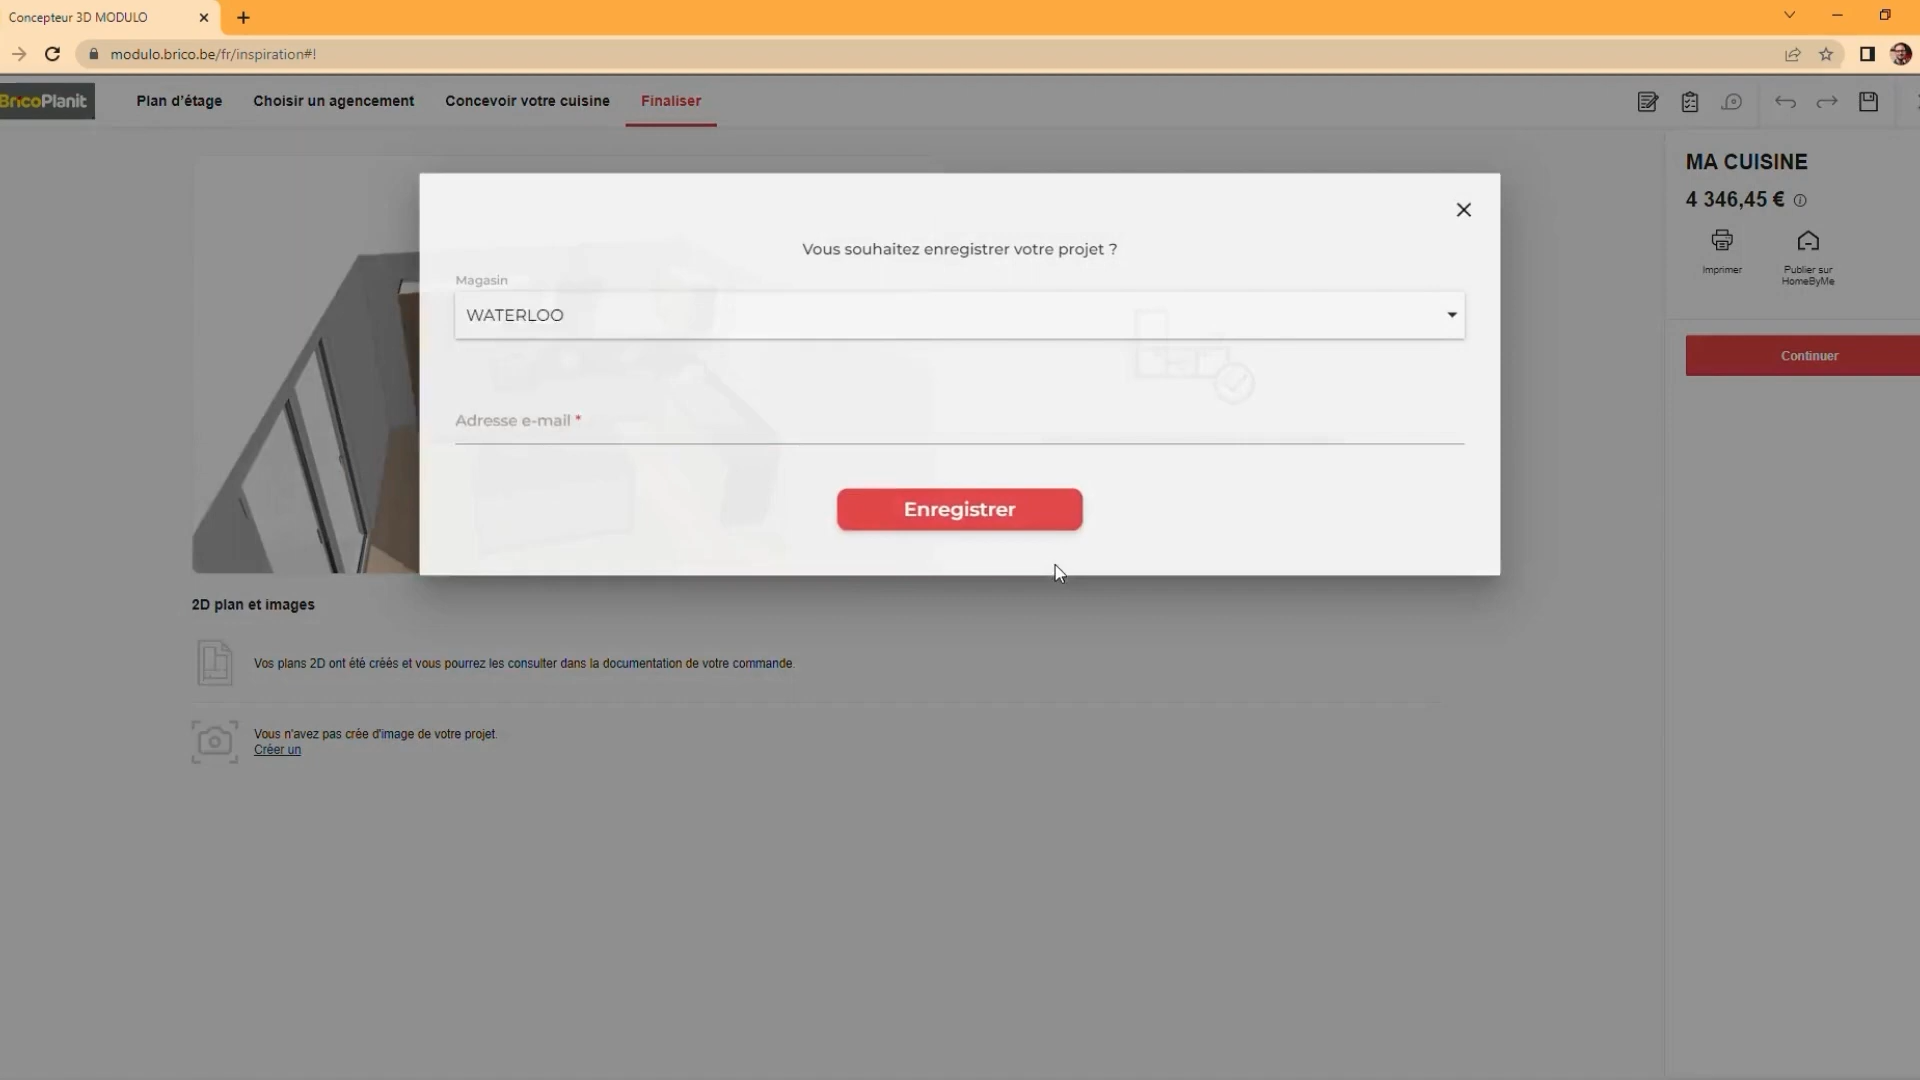 Concepteur 3D MODULO
modulo.brico.be/fr/inspiration#!
BricoPlanit
Plan d'étage
Choisir un agencement
Concevoir votre cuisine
Finaliser
MA CUISINE
4 346,45 €
Imprimer
Publier sur
HomeByMe
Continuer
Vous souhaitez enregistrer votre projet ?
Magasin
WATERLOO
Adresse e-mail *
Enregistrer
2D plan et images
Vos plans 2D ont été créés et vous pourrez les consulter dans la documentation de votre commande.
Vous n'avez pas crée d'image de votre projet.
Créer un